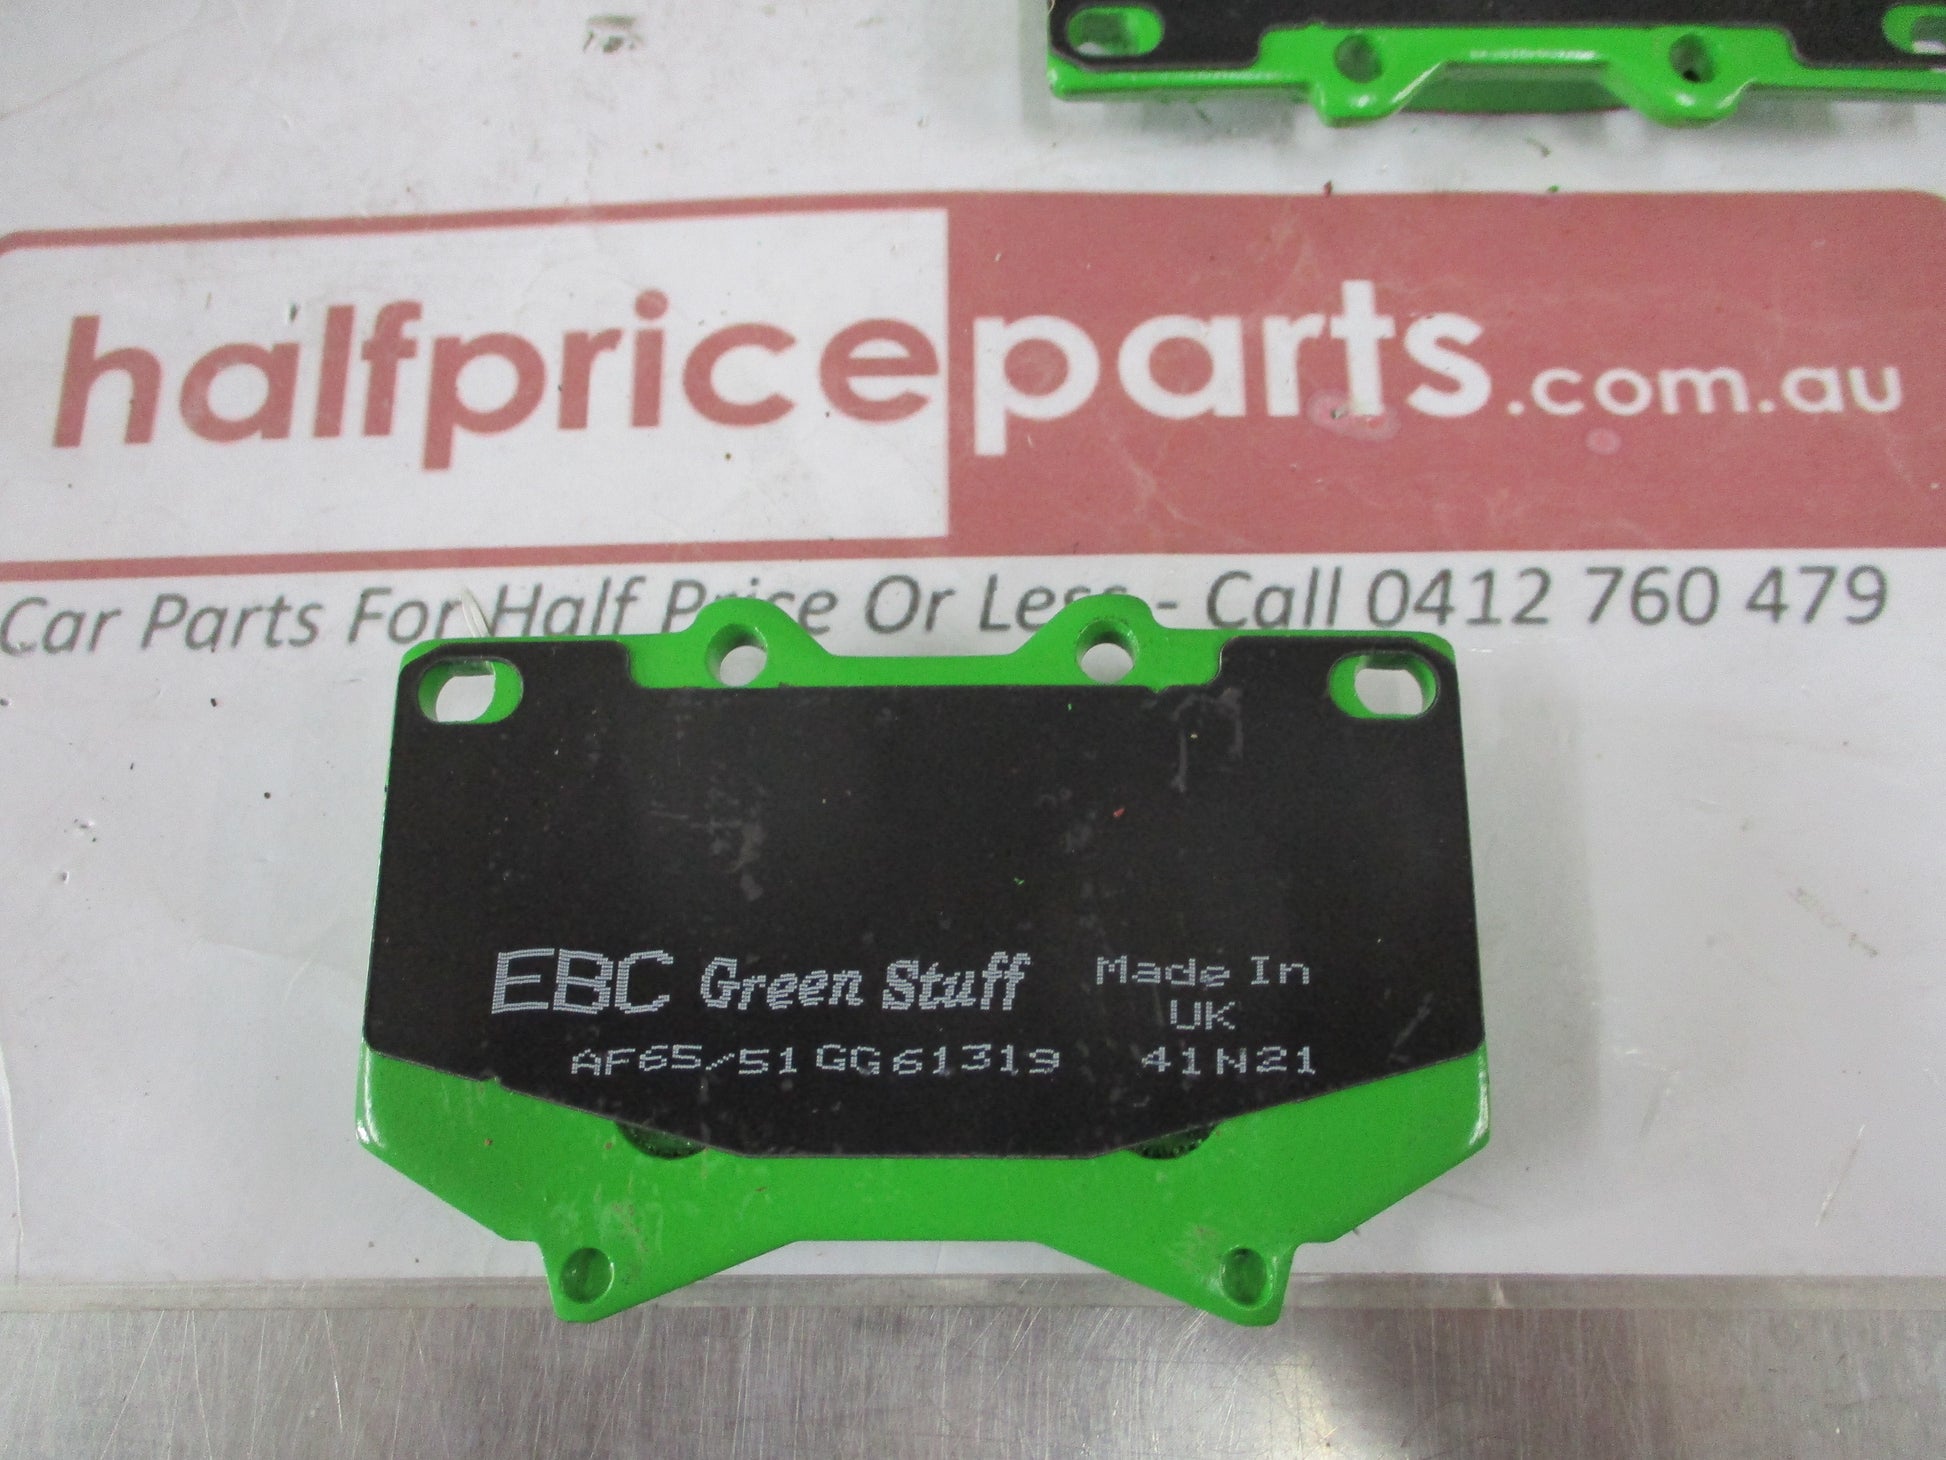 halfpriceparts.com.au
Car Parts For Half Price Or Less - Call 0412 760 479
EBC Green Stuff Made In
UK
AF65/51 GG61319 41N21